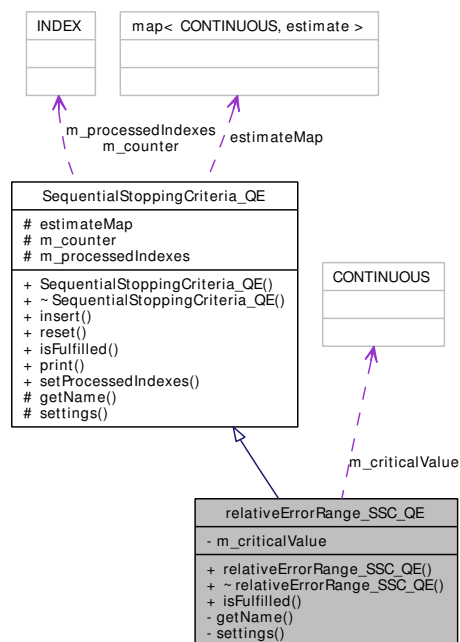 INDEX
map< CONTINUOUS, estimate >
m_processedIndexes
m_counter
estimateMap
SequentialStoppingCriteria_QE
# estimateMap
# m_counter
# m_processedIndexes
+ SequentialStoppingCriteria_QE()
+ ~ SequentialStoppingCriteria_QE()
+ insert()
+ reset()
+ isFulfilled()
+ print()
+ setProcessedIndexes()
# getName()
# settings()
CONTINUOUS
m_criticalValue
relativeErrorRange_SSC_QE
- m_criticalValue
+ relativeErrorRange_SSC_QE()
+ ~ relativeErrorRange_SSC_QE()
+ isFulfilled()
- getName()
- settings()